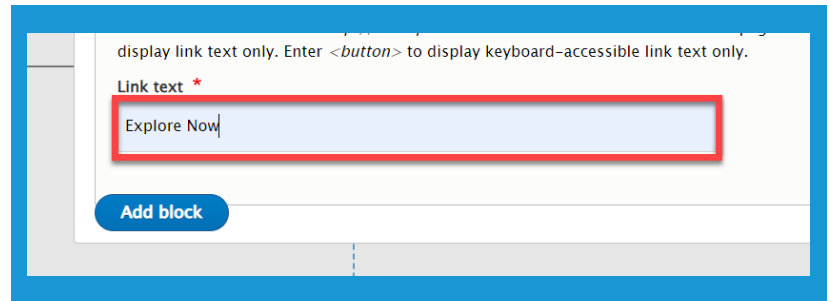 display link text only. Enter <button> to display keyboard-accessible link text only.
Link text *
Explore Now
Add block